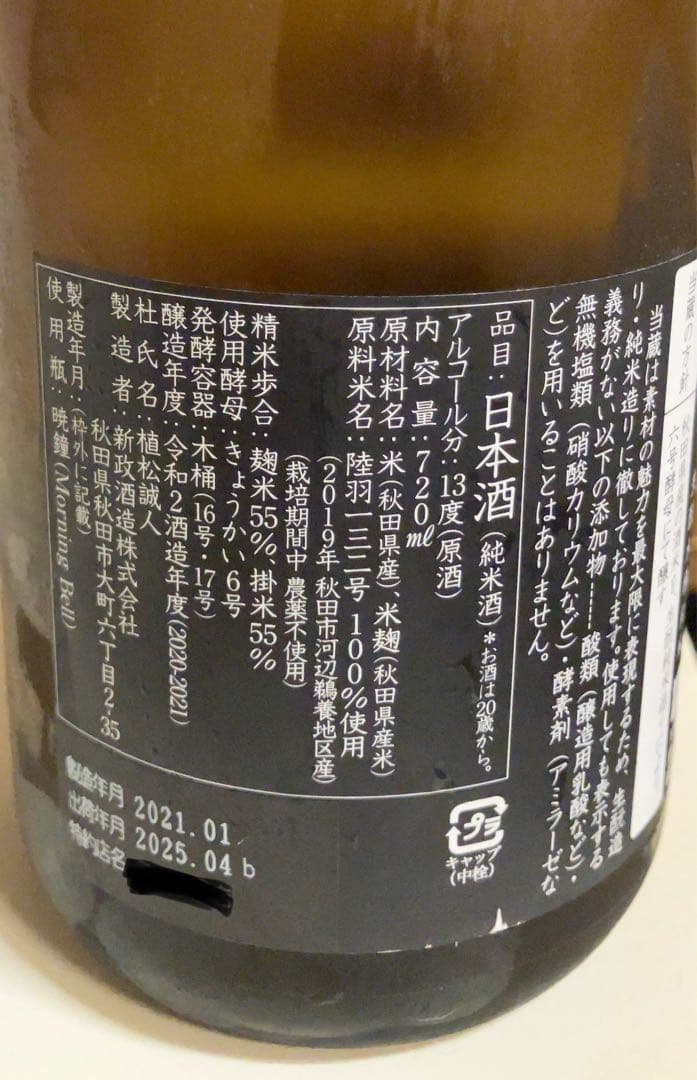 当蔵の方針
六号酵母にて醸す
当蔵は素材の魅力を最大限に表現するため、生酛造
り・純米造りに徹しております。使用しても表示する
義務がない以下の添加物……酸類（醸造用乳酸など）・
無機塩類（硝酸カリウムなど）・酵素剤（アミラーゼな
ど）を用いることはありません。
品目：日本酒（純米酒）＊お酒は20歳から。
アルコール分：13度（原酒）
内容量：720ml
原材料名：米（秋田県産）、米麹（秋田県産米）
原料米名：陸羽一三二号 100％使用
（2019年 秋田市河辺鵜養地区産）
（栽培期間中 農薬不使用）
精米歩合：麹米55％、掛米55％
使用酵母：きょうかい6号
発酵容器：木桶（16号・17号）
醸造年度：令和2酒造年度（2020-2021）
杜氏名：植松誠人
製造者：新政酒造株式会社
秋田県秋田市大町六丁目2-35
製造年月：（枠外に記載）
使用瓶：暁鐘（Morning Bell）
製造年月 2021.01
出荷年月 2025.04 b
特約店名
プラ
キャップ
（中栓）